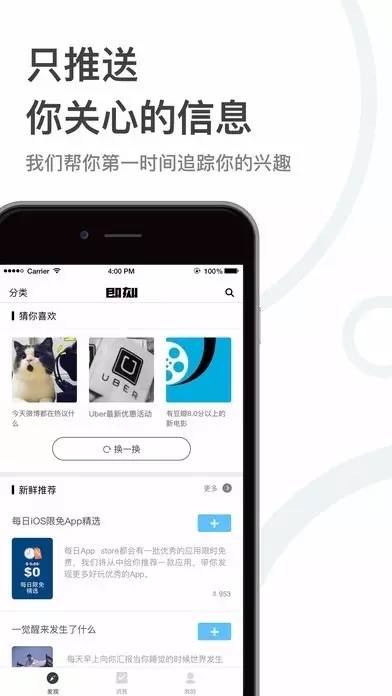 只推送
你关心的信息
我们帮你第一时间追踪你的兴趣
Carrier
4:00 PM
100%
分类
即刻
猜你喜欢
UBER
今天微博都在热议什
么
Uber最新优惠活动
有豆瓣8.0分以上的
新电影
换一换
新鲜推荐
更多
每日iOS限免App精选
+
$0
每日限免
精选
每日App store都会有一批优秀的应用限时免
费，我们将从中给你推荐一款应用，带你发
现更多好玩优秀的App。
953
一觉醒来发生了什么
+
每天早上向你汇报当你睡觉的时候世界发生
发现
消息
我的